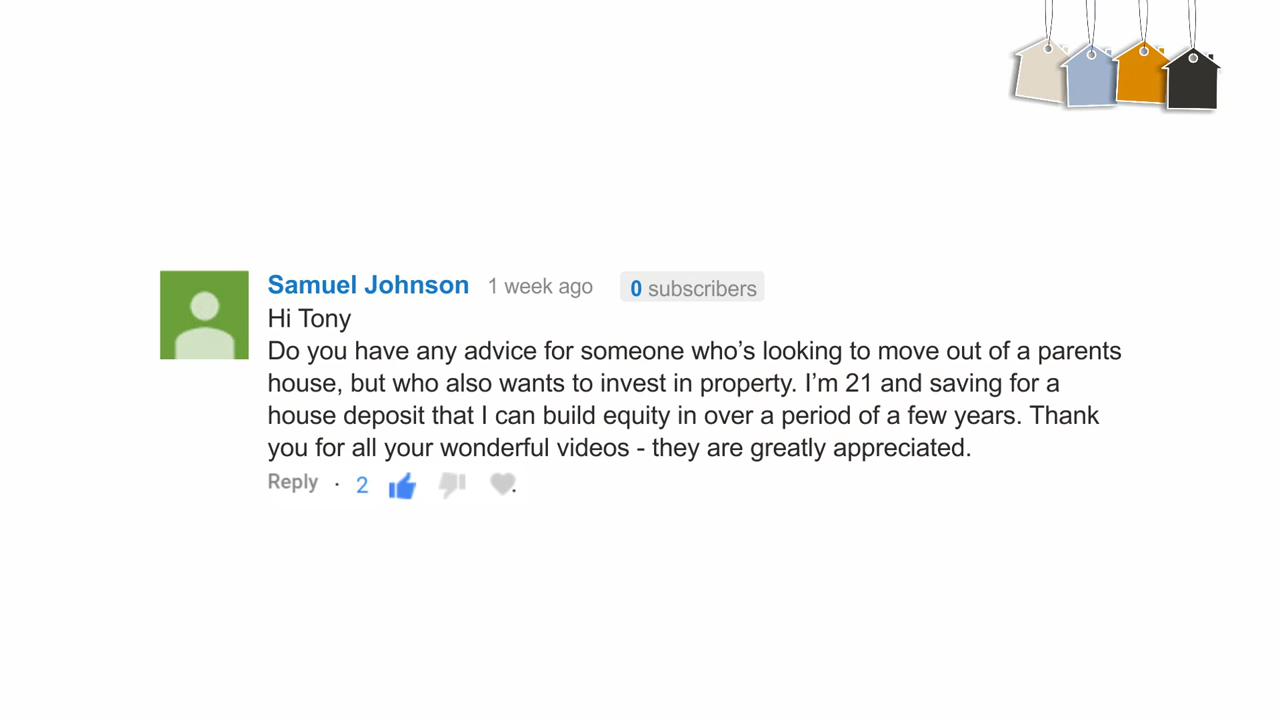 Samuel Johnson 1 week ago 0 subscribers
Hi Tony
Do you have any advice for someone who’s looking to move out of a parents
house, but who also wants to invest in property. I’m 21 and saving for a
house deposit that I can build equity in over a period of a few years. Thank
you for all your wonderful videos - they are greatly appreciated.
Reply · 2